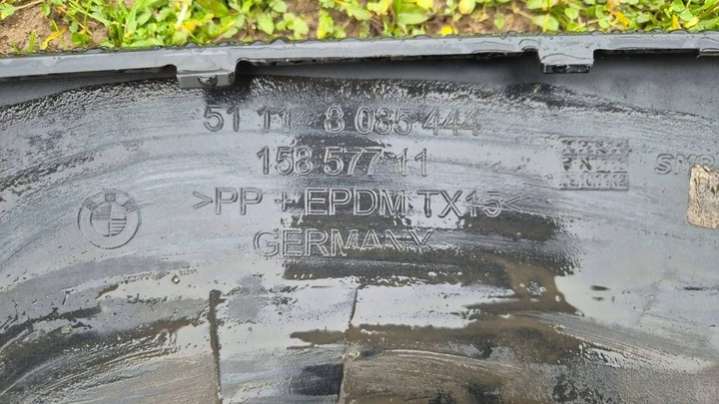 51 11 8 035 444
158 577 11
>PP + EPDM TX15<
GERMANY